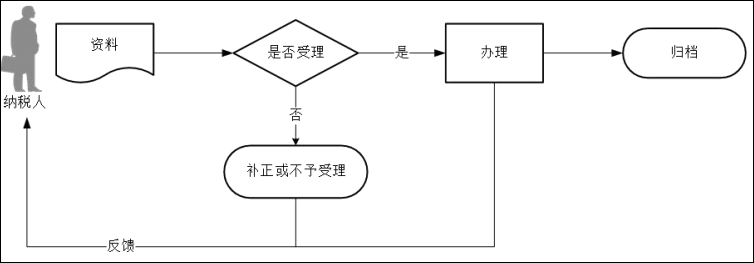 资料
是否受理
是
办理
归档
纳税人
否
补正或不予受理
反馈